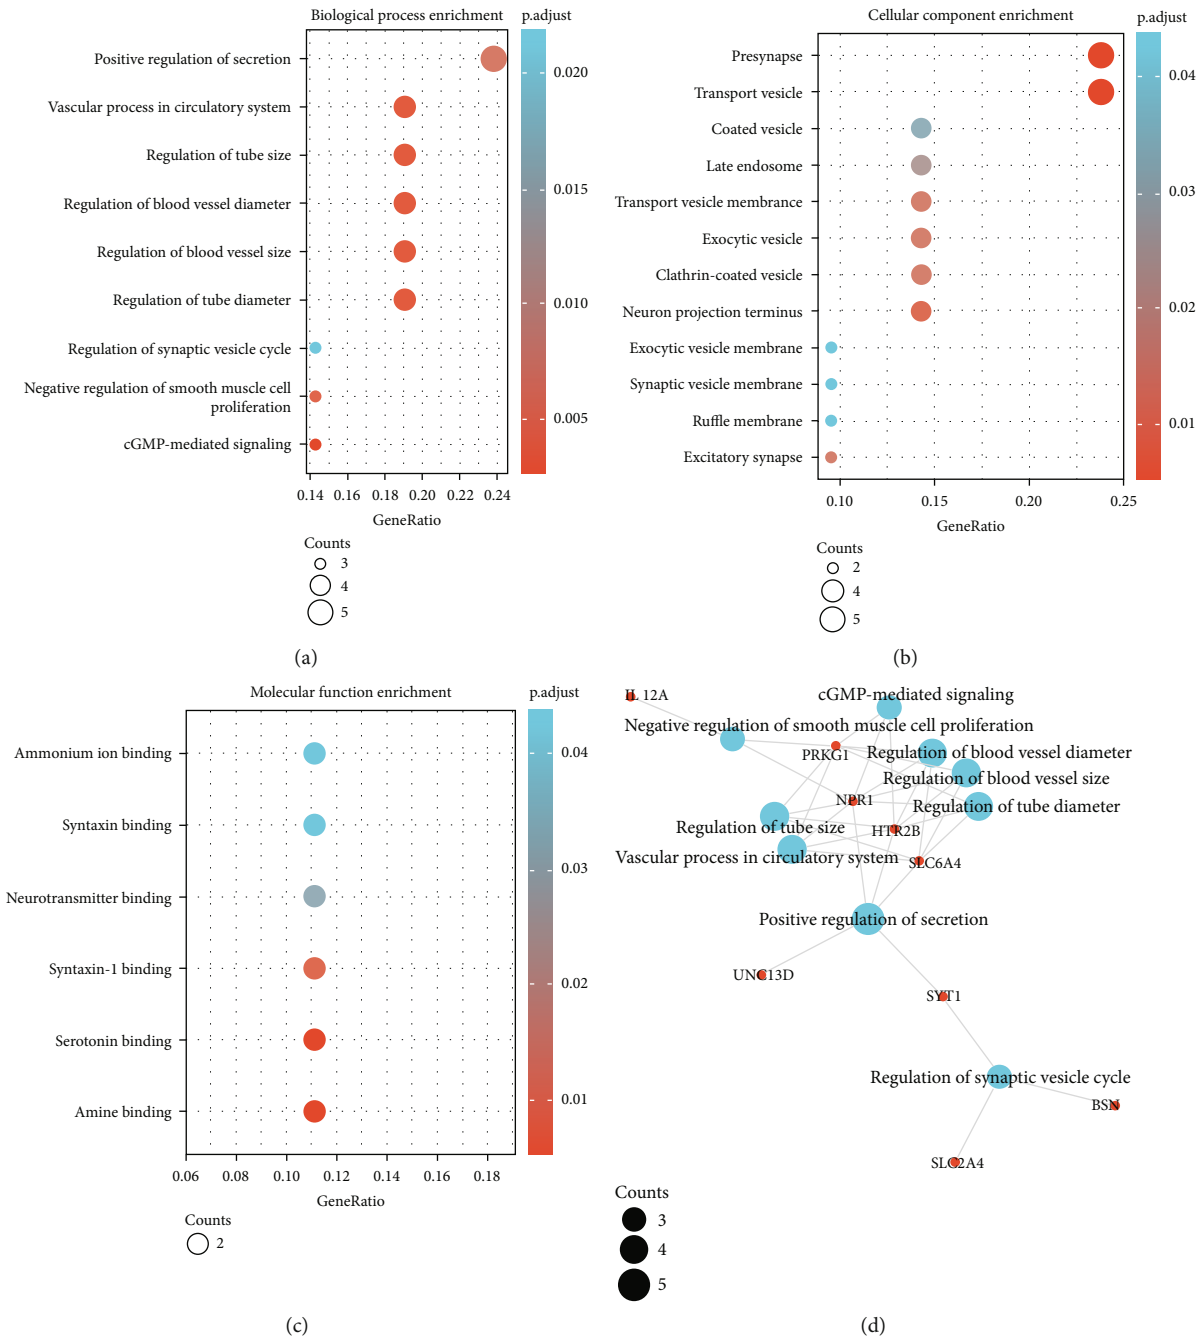 Biological process enrichment
p.adjust
Positive regulation of secretion
Vascular process in circulatory system
Regulation of tube size
Regulation of blood vessel diameter
Regulation of blood vessel size
Regulation of tube diameter
Regulation of synaptic vesicle cycle
Negative regulation of smooth muscle cell
proliferation
cGMP-mediated signaling
0.020
0.015
0.010
0.005
0.14 0.16 0.18 0.20 0.22 0.24
GeneRatio
Counts
3
4
5
(a)
Cellular component enrichment
p.adjust
Presynapse
Transport vesicle
Coated vesicle
Late endosome
Transport vesicle membrance
Exocytic vesicle
Clathrin-coated vesicle
Neuron projection terminus
Exocytic vesicle membrane
Synaptic vesicle membrane
Ruffle membrane
Excitatory synapse
0.04
0.03
0.02
0.01
0.10 0.15 0.20 0.25
GeneRatio
Counts
2
4
5
(b)
Molecular function enrichment
p.adjust
Ammonium ion binding
Syntaxin binding
Neurotransmitter binding
Syntaxin-1 binding
Serotonin binding
Amine binding
0.04
0.03
0.02
0.01
0.06 0.08 0.10 0.12 0.14 0.16 0.18
GeneRatio
Counts
2
(c)
IL 12A
cGMP-mediated signaling
Negative regulation of smooth muscle cell proliferation
PRKG1
Regulation of blood vessel diameter
Regulation of blood vessel size
NPR1
Regulation of tube diameter
Regulation of tube size
HTR2B
Vascular process in circulatory system
SLC6A4
Positive regulation of secretion
UNC13D
SYT1
Regulation of synaptic vesicle cycle
BSN
SLC2A4
Counts
3
4
5
(d)